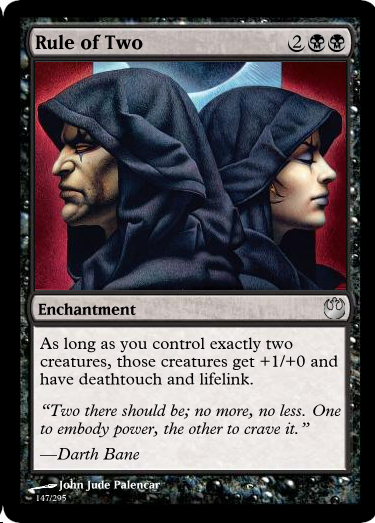 Rule of Two 2
Enchantment
As long as you control exactly two
creatures, those creatures get +1/+0 and
have deathtouch and lifelink.
“Two there should be; no more, no less. One
to embody power, the other to crave it.”
—Darth Bane
John Jude Palencar
147/295